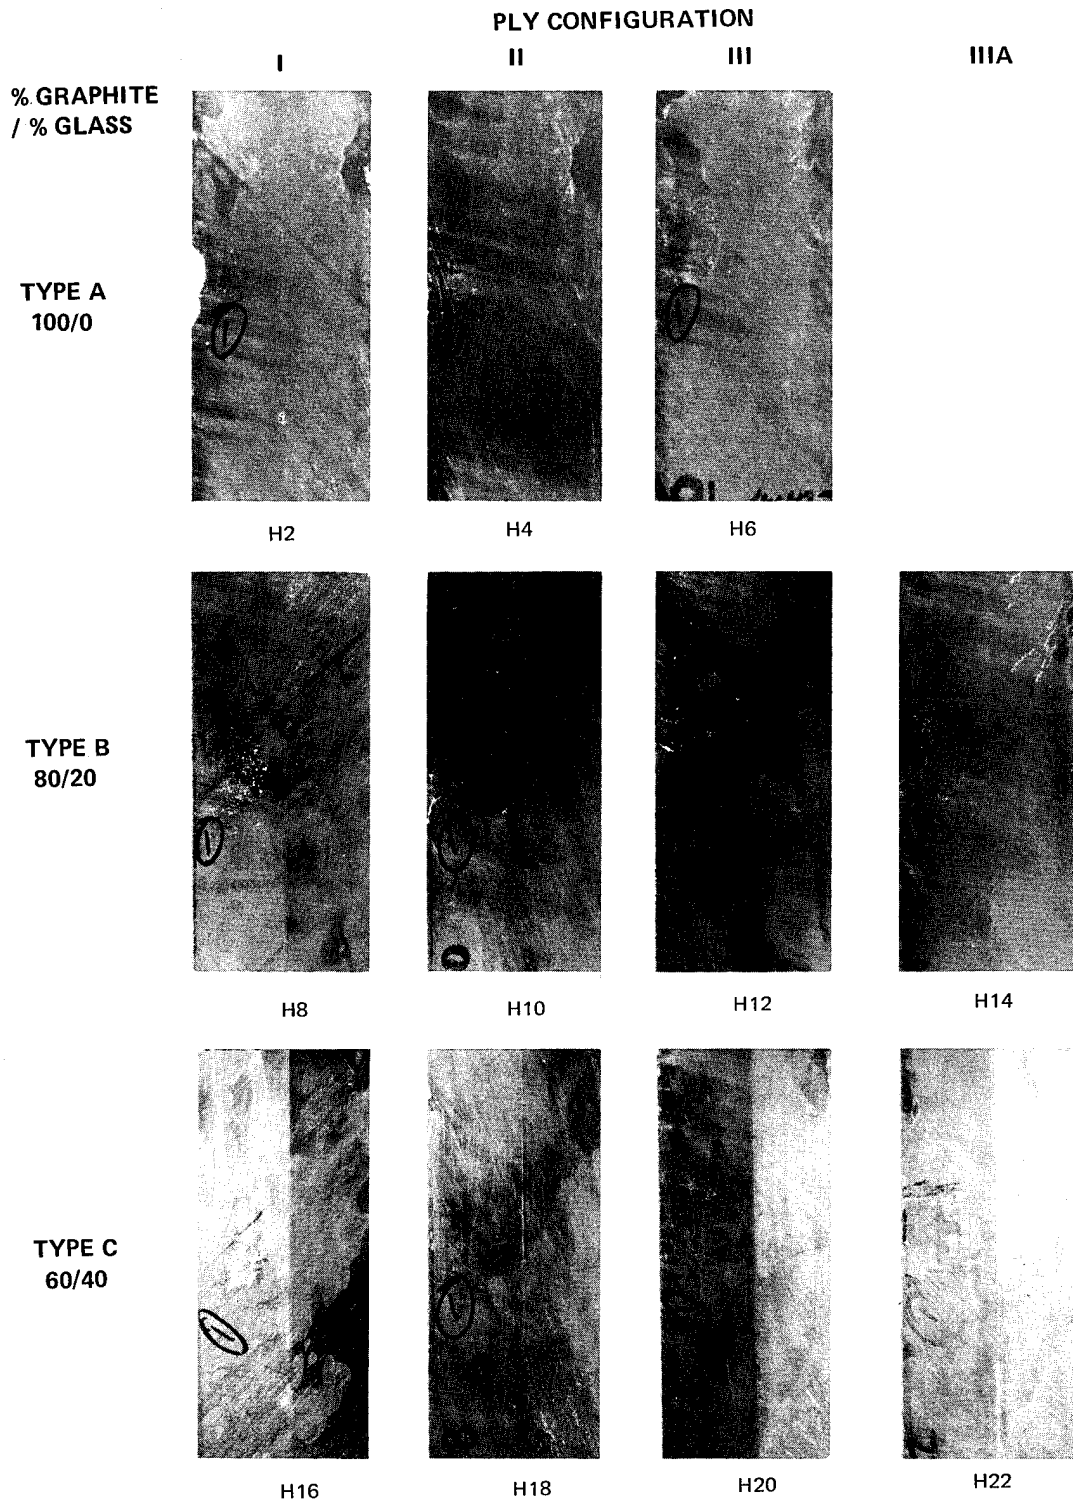 PLY CONFIGURATION
I II III IIIA
% GRAPHITE
/ % GLASS
TYPE A
100/0
H2 H4 H6
TYPE B
80/20
H8 H10 H12 H14
TYPE C
60/40
H16 H18 H20 H22